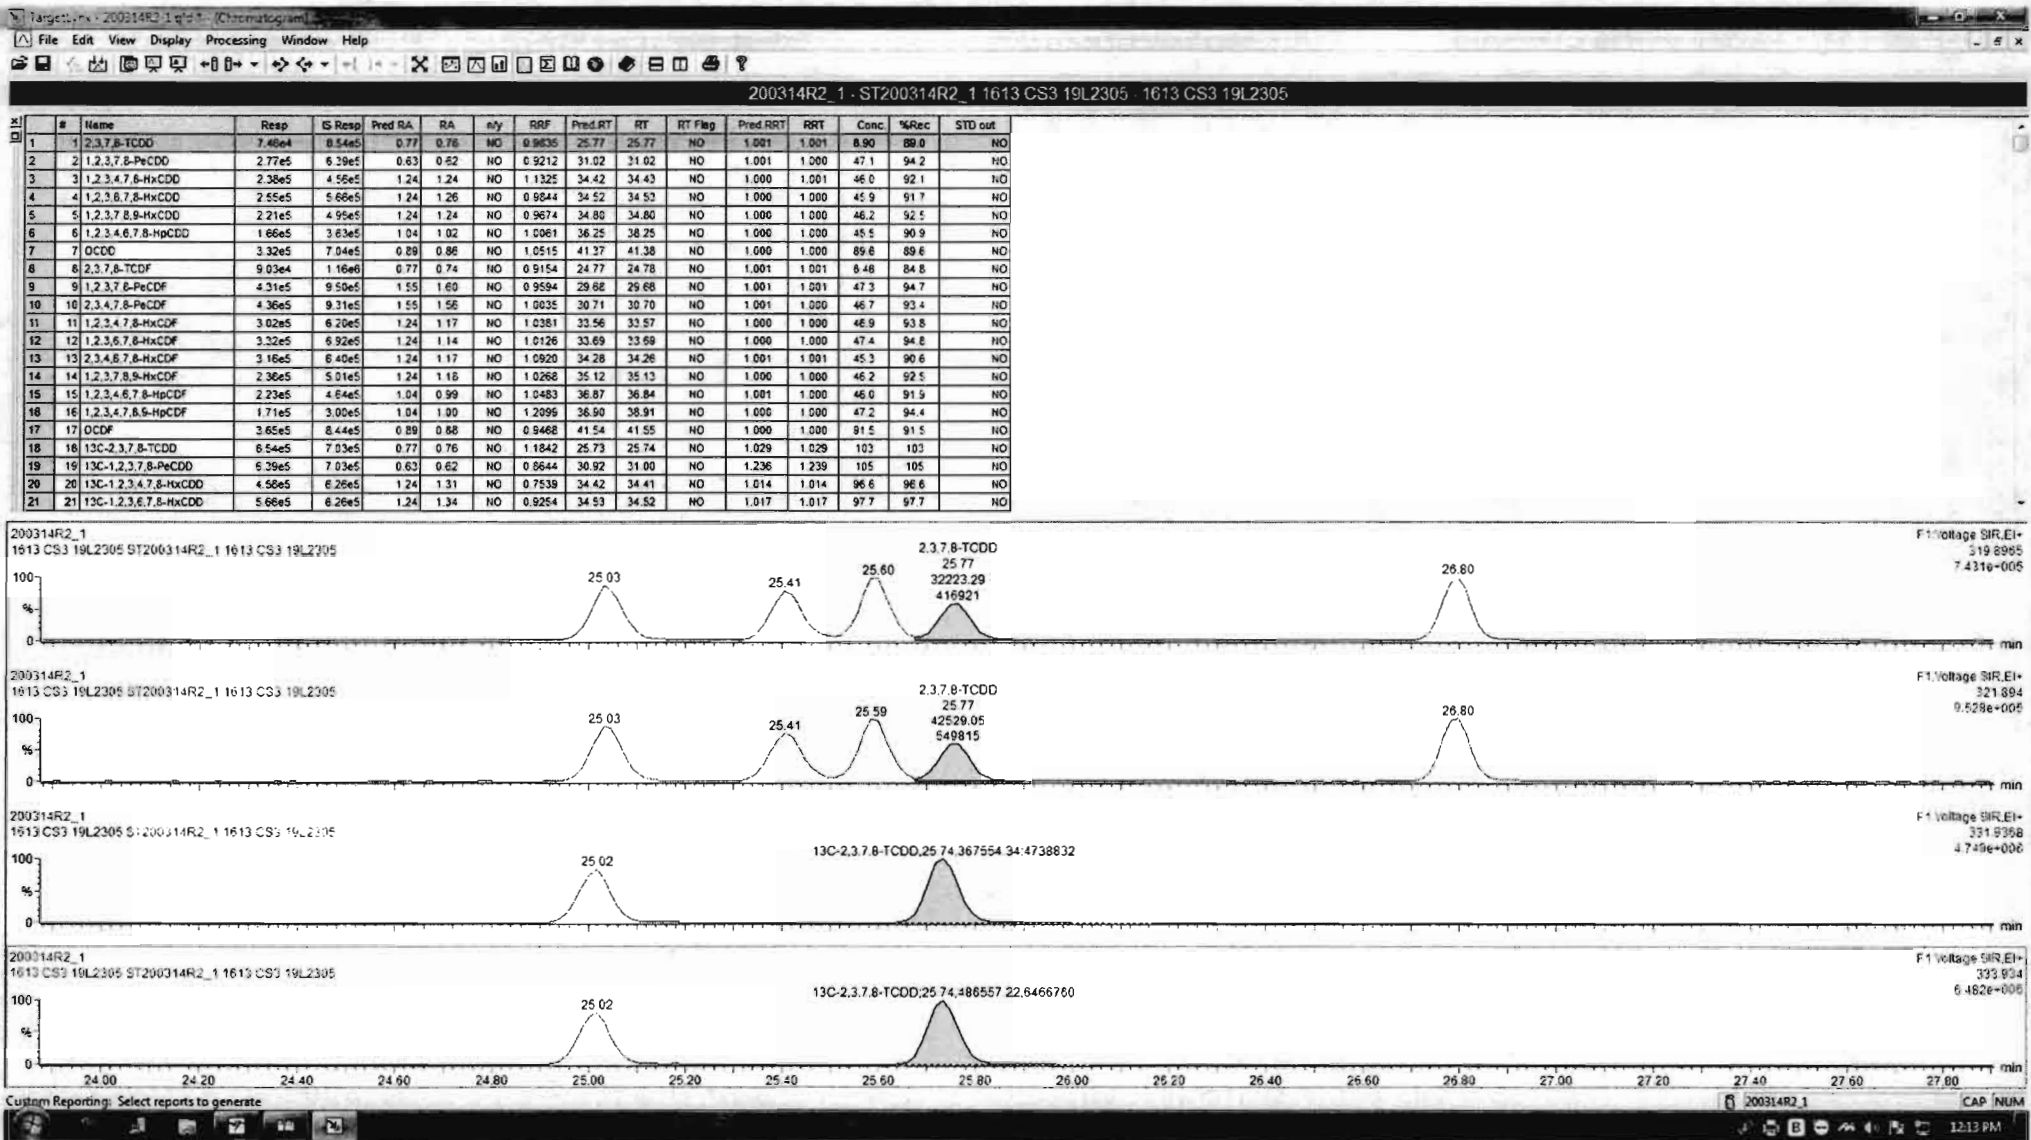 TargetLynx - 200314R2-1.qld * - [Chromatogram]
File Edit View Display Processing Window Help
200314R2_1 - ST200314R2_1 1613 CS3 19L2305 - 1613 CS3 19L2305
# Name Resp IS Resp Pred.RA RA n/y RRF Pred.RT RT RT Flag Pred.RRT RRT Conc. %Rec STD out
1 1 2,3,7,8-TCDD 7.48e4 8.54e5 0.77 0.76 NO 0.9835 25.77 25.77 NO 1.001 1.001 8.90 89.0 NO
2 2 1,2,3,7,8-PeCDD 2.77e5 6.39e5 0.63 0.62 NO 0.9212 31.02 31.02 NO 1.001 1.000 47.1 94.2 NO
3 3 1,2,3,4,7,8-HxCDD 2.38e5 4.56e5 1.24 1.24 NO 1.1325 34.42 34.43 NO 1.000 1.001 46.0 92.1 NO
4 4 1,2,3,6,7,8-HxCDD 2.55e5 5.66e5 1.24 1.26 NO 0.9844 34.52 34.53 NO 1.000 1.000 45.9 91.7 NO
5 5 1,2,3,7,8,9-HxCDD 2.21e5 4.95e5 1.24 1.24 NO 0.9674 34.80 34.80 NO 1.000 1.000 46.2 92.5 NO
6 6 1,2,3,4,6,7,8-HpCDD 1.66e5 3.63e5 1.04 1.02 NO 1.0061 38.25 38.25 NO 1.000 1.000 45.5 90.9 NO
7 7 OCDD 3.32e5 7.04e5 0.89 0.86 NO 1.0515 41.37 41.38 NO 1.000 1.000 89.6 89.6 NO
8 8 2,3,7,8-TCDF 9.03e4 1.16e6 0.77 0.74 NO 0.9154 24.77 24.78 NO 1.001 1.001 8.48 84.8 NO
9 9 1,2,3,7,8-PeCDF 4.31e5 9.50e5 1.55 1.60 NO 0.9594 29.68 29.68 NO 1.001 1.001 47.3 94.7 NO
10 10 2,3,4,7,8-PeCDF 4.36e5 9.31e5 1.55 1.56 NO 1.0035 30.71 30.70 NO 1.001 1.000 46.7 93.4 NO
11 11 1,2,3,4,7,8-HxCDF 3.02e5 6.20e5 1.24 1.17 NO 1.0381 33.56 33.57 NO 1.000 1.000 46.9 93.8 NO
12 12 1,2,3,6,7,8-HxCDF 3.32e5 6.92e5 1.24 1.14 NO 1.0126 33.69 33.69 NO 1.000 1.000 47.4 94.8 NO
13 13 2,3,4,6,7,8-HxCDF 3.16e5 6.40e5 1.24 1.17 NO 1.0920 34.28 34.26 NO 1.001 1.001 45.3 90.6 NO
14 14 1,2,3,7,8,9-HxCDF 2.38e5 5.01e5 1.24 1.18 NO 1.0268 35.12 35.13 NO 1.000 1.000 46.2 92.5 NO
15 15 1,2,3,4,6,7,8-HpCDF 2.23e5 4.64e5 1.04 0.99 NO 1.0483 36.87 36.84 NO 1.001 1.000 46.0 91.9 NO
16 16 1,2,3,4,7,8,9-HpCDF 1.71e5 3.00e5 1.04 1.00 NO 1.2099 38.90 38.91 NO 1.000 1.000 47.2 94.4 NO
17 17 OCDF 3.65e5 8.44e5 0.89 0.88 NO 0.9468 41.54 41.55 NO 1.000 1.000 91.5 91.5 NO
18 18 13C-2,3,7,8-TCDD 8.54e5 7.03e5 0.77 0.76 NO 1.1842 25.73 25.74 NO 1.029 1.029 103 103 NO
19 19 13C-1,2,3,7,8-PeCDD 6.39e5 7.03e5 0.63 0.62 NO 0.8644 30.92 31.00 NO 1.236 1.239 105 105 NO
20 20 13C-1,2,3,4,7,8-HxCDD 4.56e5 6.26e5 1.24 1.31 NO 0.7539 34.42 34.41 NO 1.014 1.014 96.6 96.6 NO
21 21 13C-1,2,3,6,7,8-HxCDD 5.66e5 6.26e5 1.24 1.34 NO 0.9254 34.53 34.52 NO 1.017 1.017 97.7 97.7 NO
200314R2_1
1613 CS3 19L2305 ST200314R2_1 1613 CS3 19L2305
F1:Voltage SIR,EI+
319.8965
7.431e+005
2,3,7,8-TCDD
25.77
32223.29
416921
100
%
0
25.03 25.41 25.60 26.80
min
200314R2_1
1613 CS3 19L2305 ST200314R2_1 1613 CS3 19L2305
F1:Voltage SIR,EI+
321.894
9.528e+005
2,3,7,8-TCDD
25.77
42529.05
549815
100
%
0
25.03 25.41 25.59 26.80
min
200314R2_1
1613 CS3 19L2305 ST200314R2_1 1613 CS3 19L2305
F1:Voltage SIR,EI+
331.9368
4.749e+006
13C-2,3,7,8-TCDD;25.74;367554.34;4738832
100
%
0
25.02
min
200314R2_1
1613 CS3 19L2305 ST200314R2_1 1613 CS3 19L2305
F1:Voltage SIR,EI+
333.934
6.482e+006
13C-2,3,7,8-TCDD;25.74;486557.22;6466760
100
%
0
25.02
min
24.00 24.20 24.40 24.60 24.80 25.00 25.20 25.40 25.60 25.80 26.00 26.20 26.40 26.60 26.80 27.00 27.20 27.40 27.60 27.80
Custom Reporting: Select reports to generate
200314R2_1 CAP NUM
12:13 PM